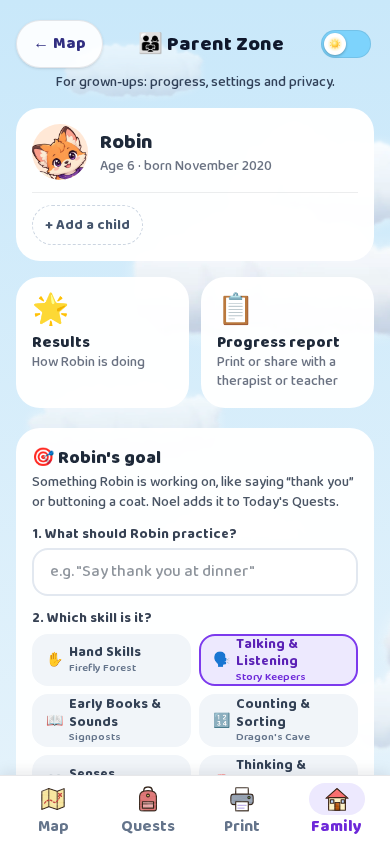 ← Map
Parent Zone
For grown-ups: progress, settings and privacy.
Robin
Age 6 · born November 2020
+ Add a child
Results
How Robin is doing
Progress report
Print or share with a
therapist or teacher
Robin's goal
Something Robin is working on, like saying "thank you"
or buttoning a coat. Noel adds it to Today's Quests.
1. What should Robin practice?
e.g. "Say thank you at dinner"
2. Which skill is it?
Hand Skills
Firefly Forest
Talking &
Listening
Story Keepers
Early Books &
Sounds
Signposts
Counting &
Sorting
Dragon's Cave
Senses
Thinking &
Map
Quests
Print
Family